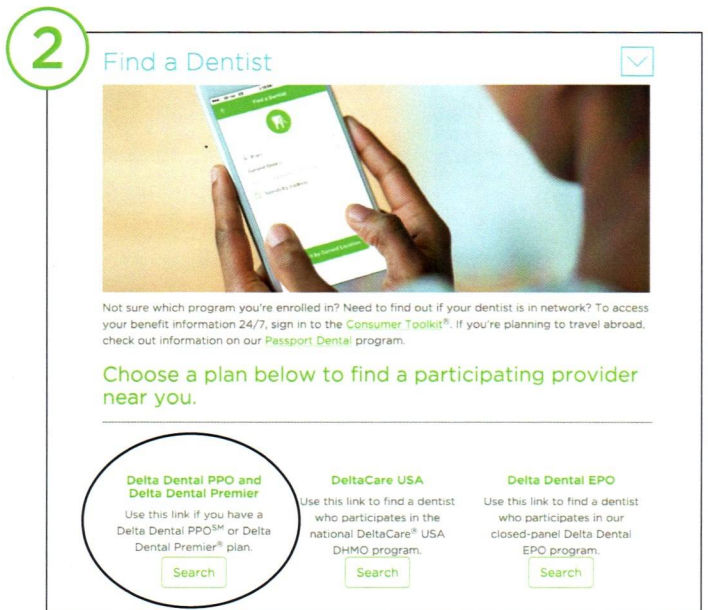 2
Find a Dentist
Find a Dentist
Not sure which program you're enrolled in? Need to find out if your dentist is in network? To access
your benefit information 24/7, sign in to the Consumer Toolkit®. If you're planning to travel abroad,
check out information on our Passport Dental program.
Choose a plan below to find a participating provider
near you.
Delta Dental PPO and
Delta Dental Premier
Use this link if you have a
Delta Dental PPO℠ or Delta
Dental Premier® plan.
Search
DeltaCare USA
Use this link to find a dentist
who participates in the
national DeltaCare® USA
DHMO program.
Search
Delta Dental EPO
Use this link to find a dentist
who participates in our
closed-panel Delta Dental
EPO program.
Search